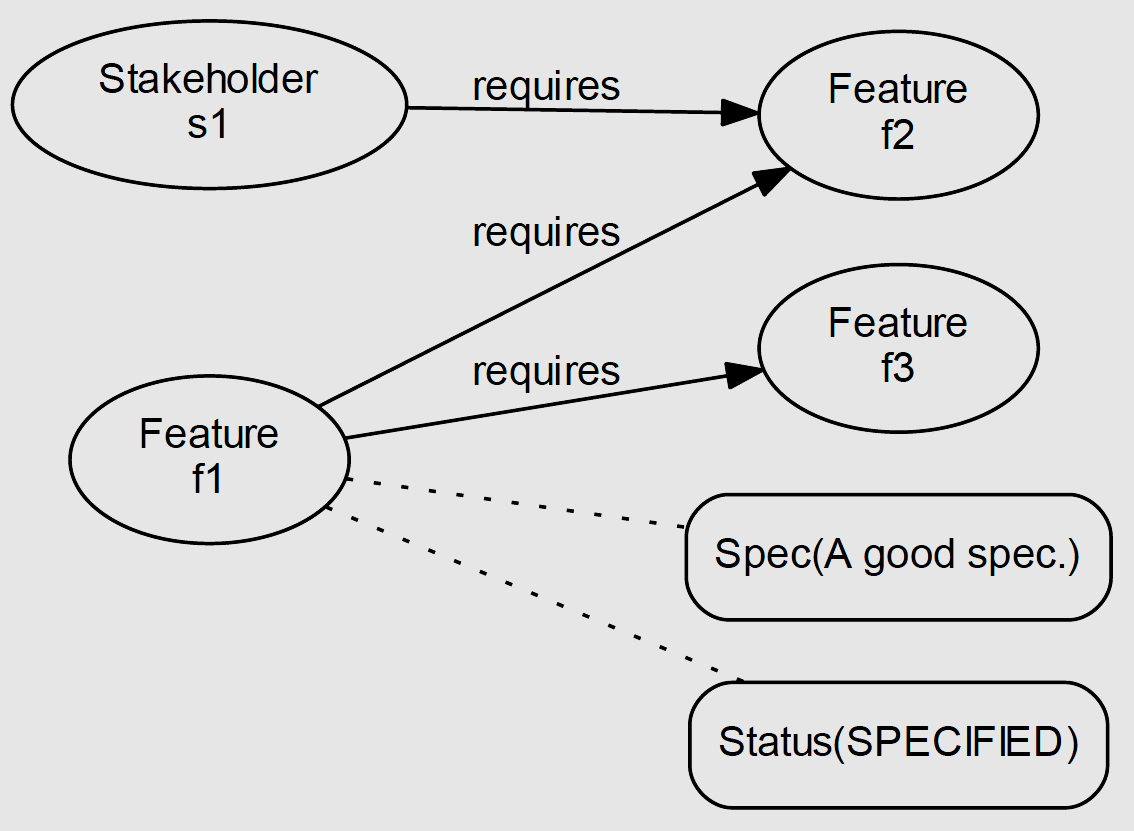 Stakeholder
s1
requires
Feature
f2
requires
Feature
f3
requires
Feature
f1
Spec(A good spec.)
Status(SPECIFIED)